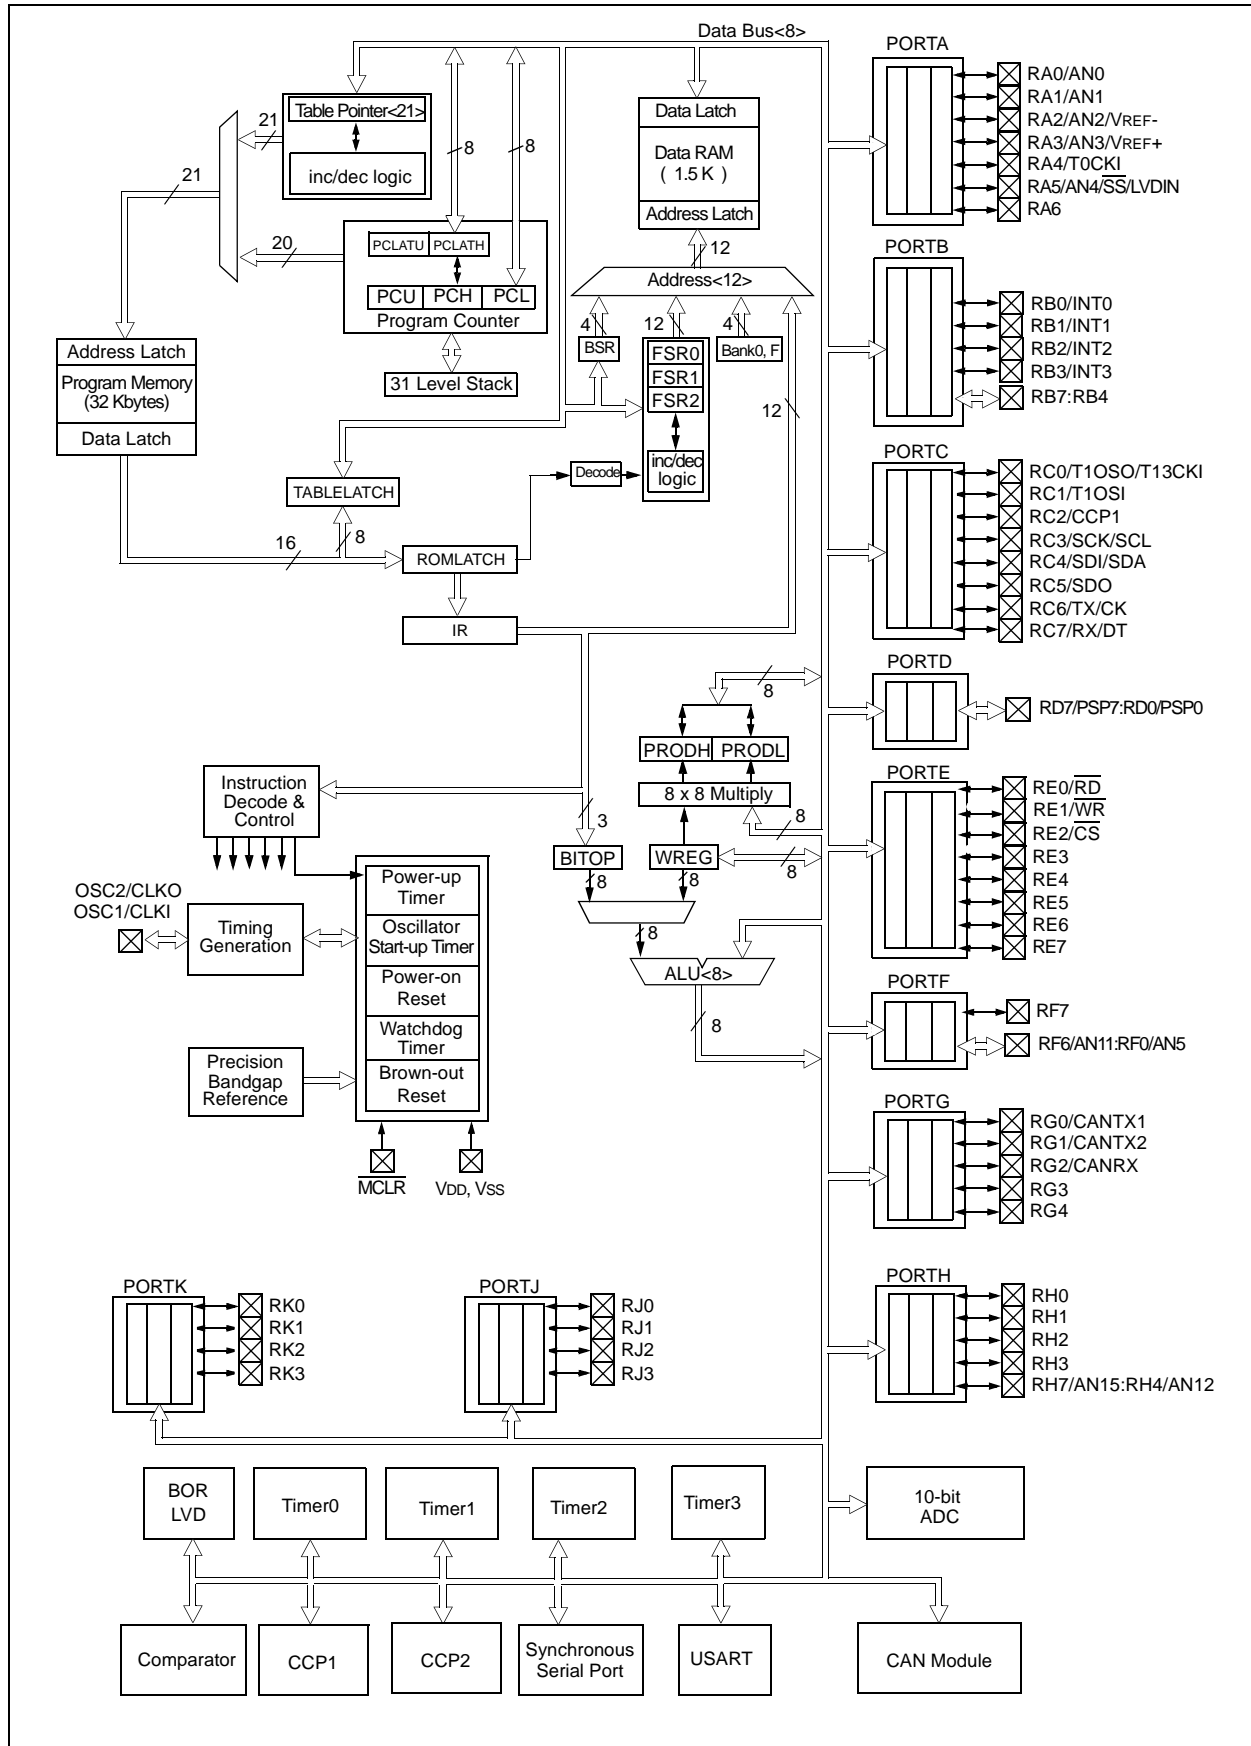 Data Bus<8>
Table Pointer<21>
inc/dec logic
21
21
20
8
8
PCLATU
PCLATH
PCU
PCH
PCL
Program Counter
31 Level Stack
Address Latch
Program Memory
(32 Kbytes)
Data Latch
16
8
TABLELATCH
ROMLATCH
IR
Data Latch
Data RAM
( 1.5 K )
Address Latch
12
Address<12>
4
12
4
BSR
FSR0
FSR1
FSR2
Bank0, F
12
inc/dec
logic
Decode
8
PRODH
PRODL
8 x 8 Multiply
8
3
BITOP
WREG
8
8
8
8
ALU<8>
8
Instruction
Decode &
Control
OSC2/CLKO
OSC1/CLKI
Timing
Generation
Power-up
Timer
Oscillator
Start-up Timer
Power-on
Reset
Watchdog
Timer
Brown-out
Reset
Precision
Bandgap
Reference
MCLR
VDD, VSS
PORTA
RA0/AN0
RA1/AN1
RA2/AN2/VREF-
RA3/AN3/VREF+
RA4/T0CKI
RA5/AN4/SS/LVDIN
RA6
PORTB
RB0/INT0
RB1/INT1
RB2/INT2
RB3/INT3
RB7:RB4
PORTC
RC0/T1OSO/T13CKI
RC1/T1OSI
RC2/CCP1
RC3/SCK/SCL
RC4/SDI/SDA
RC5/SDO
RC6/TX/CK
RC7/RX/DT
PORTD
RD7/PSP7:RD0/PSP0
PORTE
RE0/RD
RE1/WR
RE2/CS
RE3
RE4
RE5
RE6
RE7
PORTF
RF7
RF6/AN11:RF0/AN5
PORTG
RG0/CANTX1
RG1/CANTX2
RG2/CANRX
RG3
RG4
PORTH
RH0
RH1
RH2
RH3
RH7/AN15:RH4/AN12
PORTK
RK0
RK1
RK2
RK3
PORTJ
RJ0
RJ1
RJ2
RJ3
BOR
LVD
Timer0
Timer1
Timer2
Timer3
10-bit
ADC
Comparator
CCP1
CCP2
Synchronous
Serial Port
USART
CAN Module